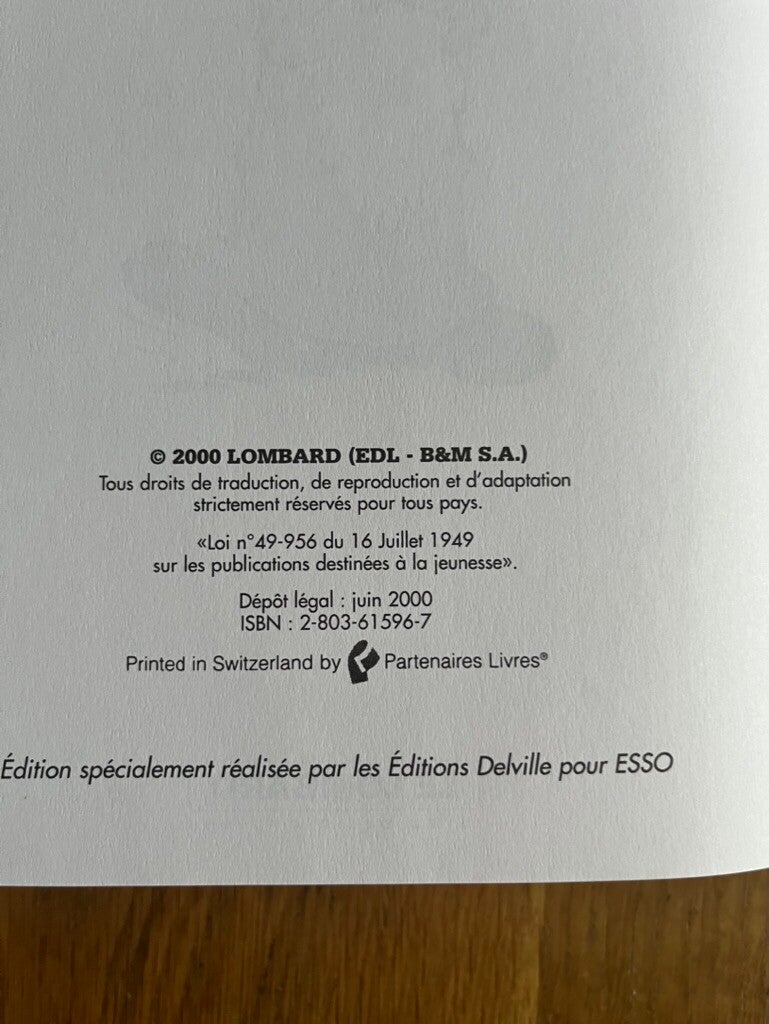 © 2000 LOMBARD (EDL - B&M S.A.)
Tous droits de traduction, de reproduction et d'adaptation
strictement réservés pour tous pays.
«Loi n°49-956 du 16 Juillet 1949
sur les publications destinées à la jeunesse».
Dépôt légal : juin 2000
ISBN : 2-803-61596-7
Printed in Switzerland by Partenaires Livres®
Édition spécialement réalisée par les Éditions Delville pour ESSO